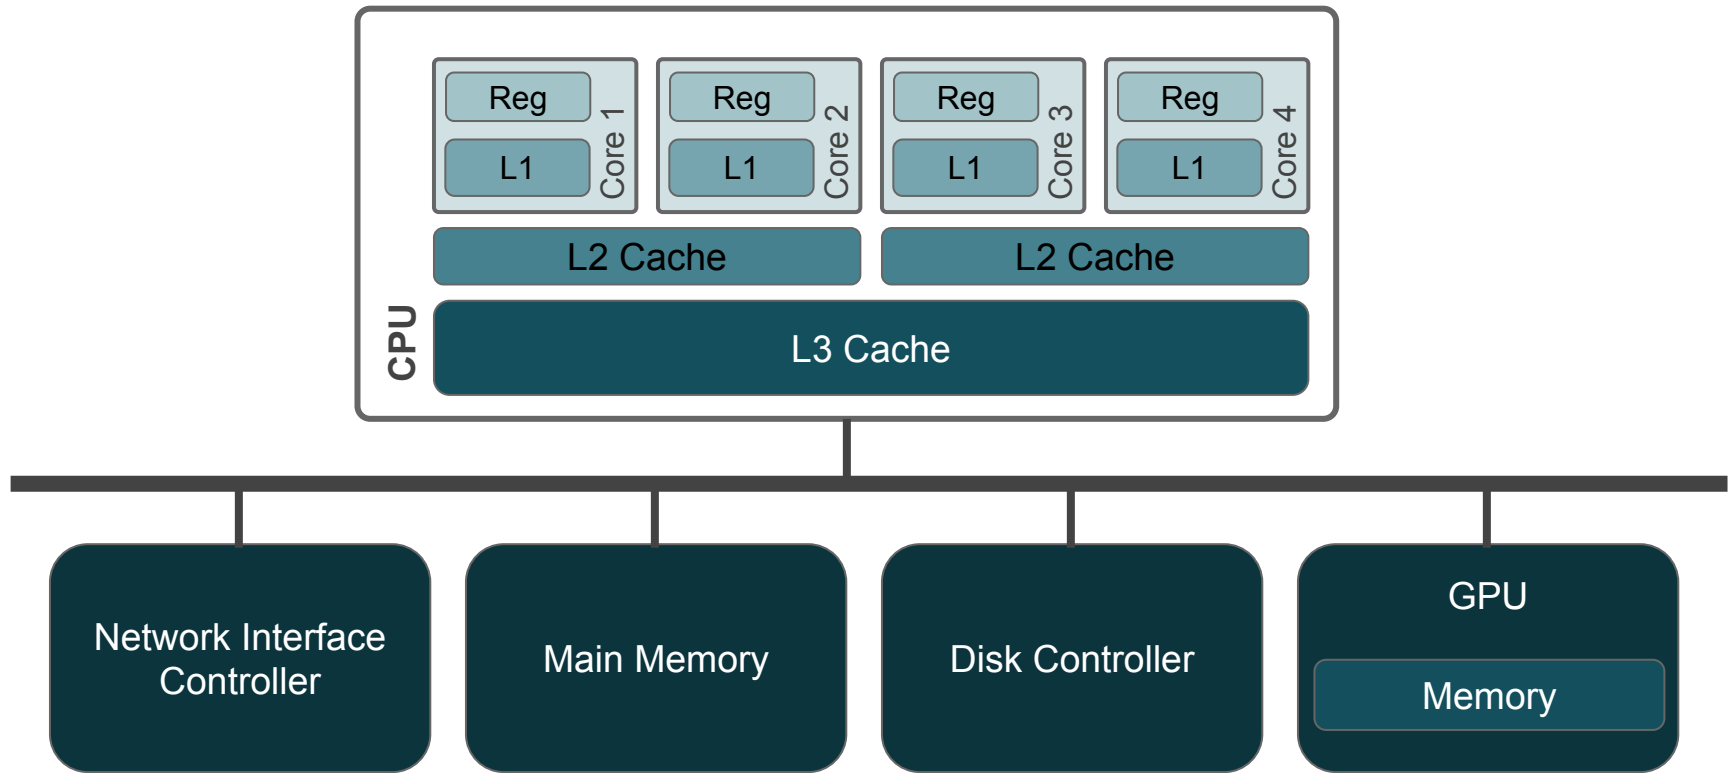 Reg
L1
Core 1
Reg
L1
Core 2
Reg
L1
Core 3
Reg
L1
Core 4
L2 Cache
L2 Cache
CPU
L3 Cache
Network Interface
Controller
Main Memory
Disk Controller
GPU
Memory